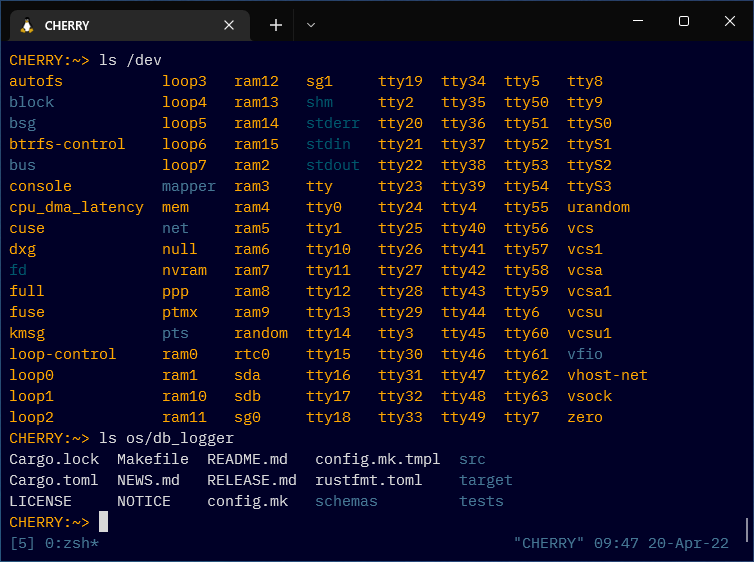 CHERRY
CHERRY:~> ls /dev
autofs loop3 ram12 sg1 tty19 tty34 tty5 tty8
block loop4 ram13 shm tty2 tty35 tty50 tty9
bsg loop5 ram14 stderr tty20 tty36 tty51 ttyS0
btrfs-control loop6 ram15 stdin tty21 tty37 tty52 ttyS1
bus loop7 ram2 stdout tty22 tty38 tty53 ttyS2
console mapper ram3 tty tty23 tty39 tty54 ttyS3
cpu_dma_latency mem ram4 tty0 tty24 tty4 tty55 urandom
cuse net ram5 tty1 tty25 tty40 tty56 vcs
dxg null ram6 tty10 tty26 tty41 tty57 vcs1
fd nvram ram7 tty11 tty27 tty42 tty58 vcsa
full ppp ram8 tty12 tty28 tty43 tty59 vcsa1
fuse ptmx ram9 tty13 tty29 tty44 tty6 vcsu
kmsg pts random tty14 tty3 tty45 tty60 vcsu1
loop-control ram0 rtc0 tty15 tty30 tty46 tty61 vfio
loop0 ram1 sda tty16 tty31 tty47 tty62 vhost-net
loop1 ram10 sdb tty17 tty32 tty48 tty63 vsock
loop2 ram11 sg0 tty18 tty33 tty49 tty7 zero
CHERRY:~> ls os/db_logger
Cargo.lock Makefile README.md config.mk.tmpl src
Cargo.toml NEWS.md RELEASE.md rustfmt.toml target
LICENSE NOTICE config.mk schemas tests
CHERRY:~>
[5] 0:zsh* "CHERRY" 09:47 20-Apr-22